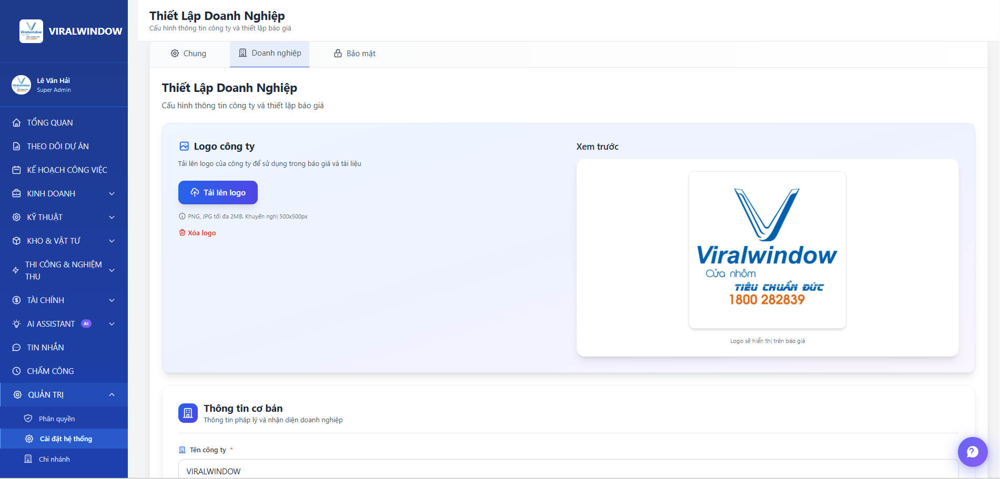 VIRALWINDOW
Lê Văn Hải
Super Admin
TỔNG QUAN
THEO DÕI DỰ ÁN
KẾ HOẠCH CÔNG VIỆC
KINH DOANH
KỸ THUẬT
KHO & VẬT TƯ
THI CÔNG & NGHIỆM
THU
TÀI CHÍNH
AI ASSISTANT AI
TIN NHẮN
CHẤM CÔNG
QUẢN TRỊ
Phân quyền
Cài đặt hệ thống
Chi nhánh
Thiết Lập Doanh Nghiệp
Cấu hình thông tin công ty và thiết lập báo giá
Chung
Doanh nghiệp
Bảo mật
Thiết Lập Doanh Nghiệp
Cấu hình thông tin công ty và thiết lập báo giá
Logo công ty
Tải lên logo của công ty để sử dụng trong báo giá và tài liệu
Tải lên logo
PNG, JPG tối đa 2MB. Khuyến nghị 500x500px
Xóa logo
Xem trước
Viralwindow
Cửa nhôm
TIÊU CHUẨN ĐỨC
1800 282839
Logo sẽ hiển thị trên báo giá
Thông tin cơ bản
Thông tin pháp lý và nhận diện doanh nghiệp
Tên công ty *
VIRALWINDOW